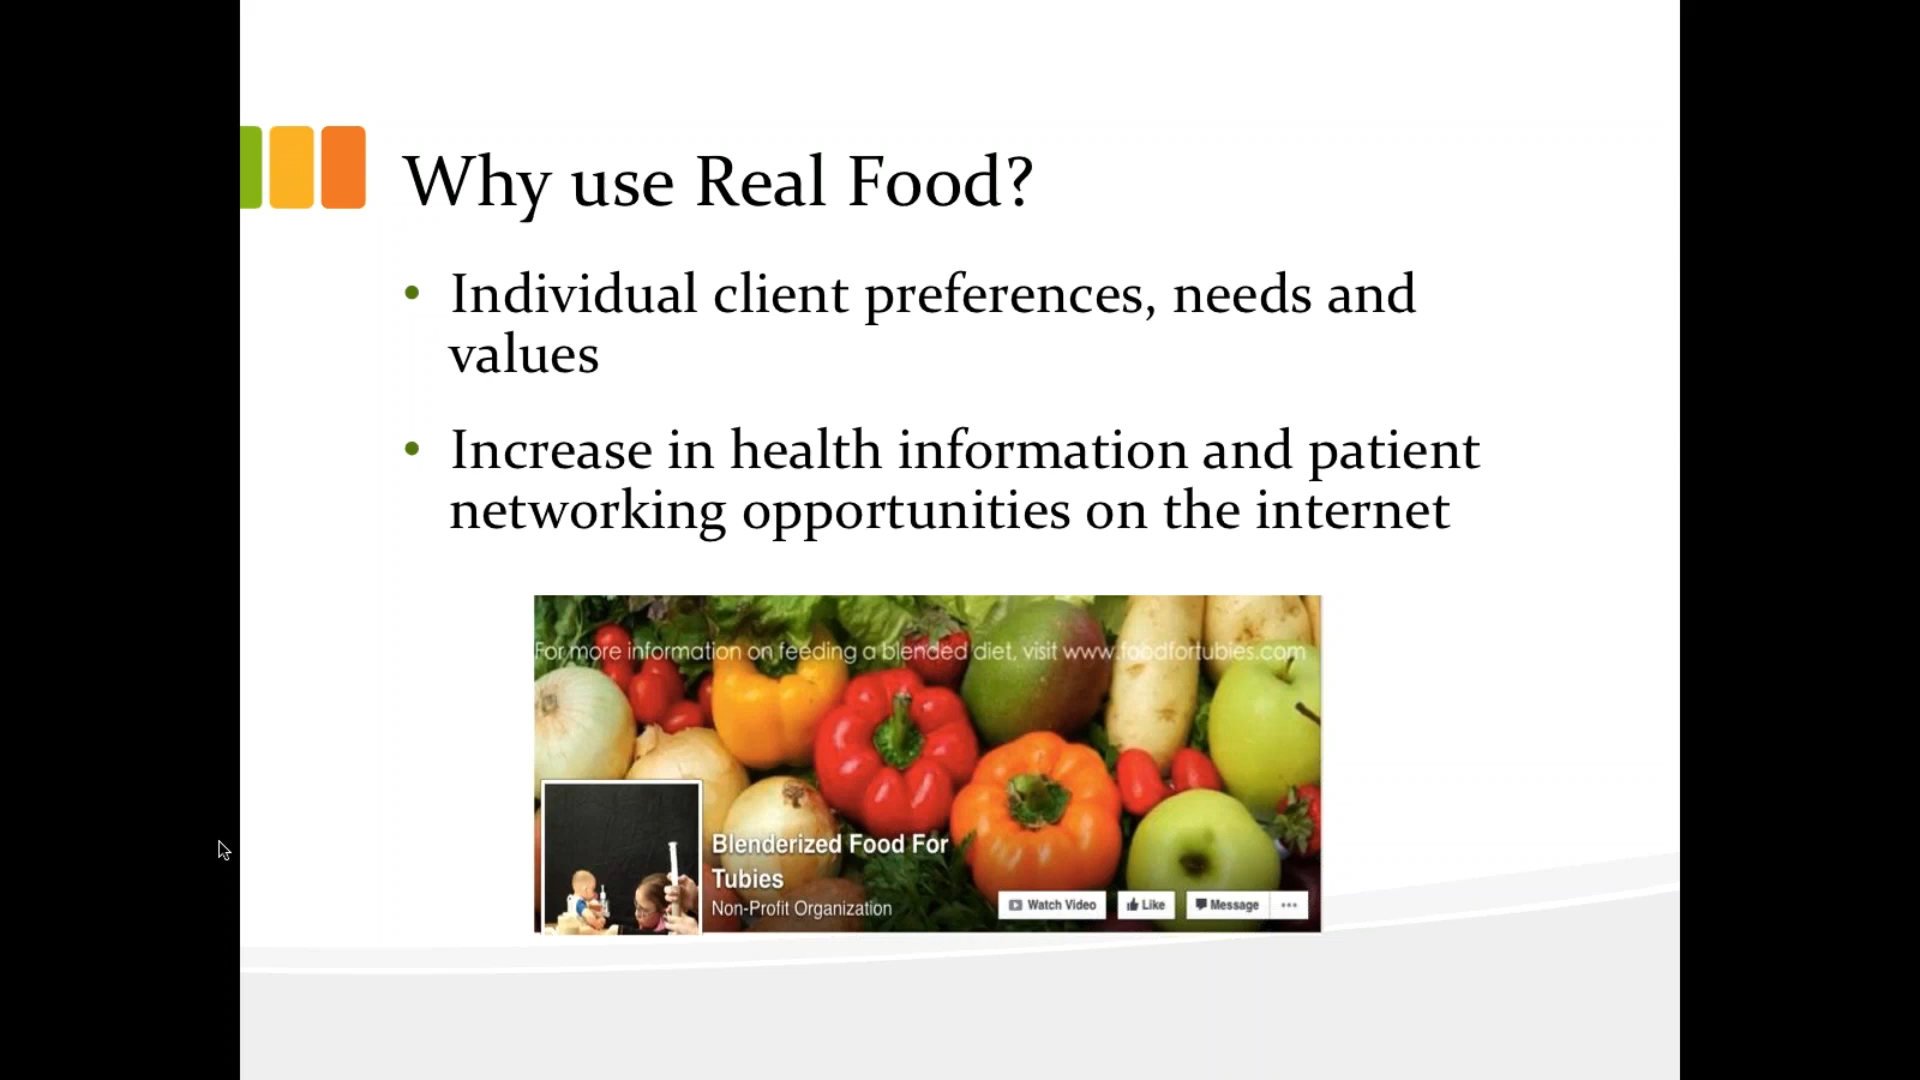 Why use Real Food?
• Individual client preferences, needs and
values
• Increase in health information and patient
networking opportunities on the internet
For more information on feeding a blended diet, visit www.foodfortubies.com
Blenderized Food For
Tubies
Non-Profit Organization
Watch Video
Like
Message